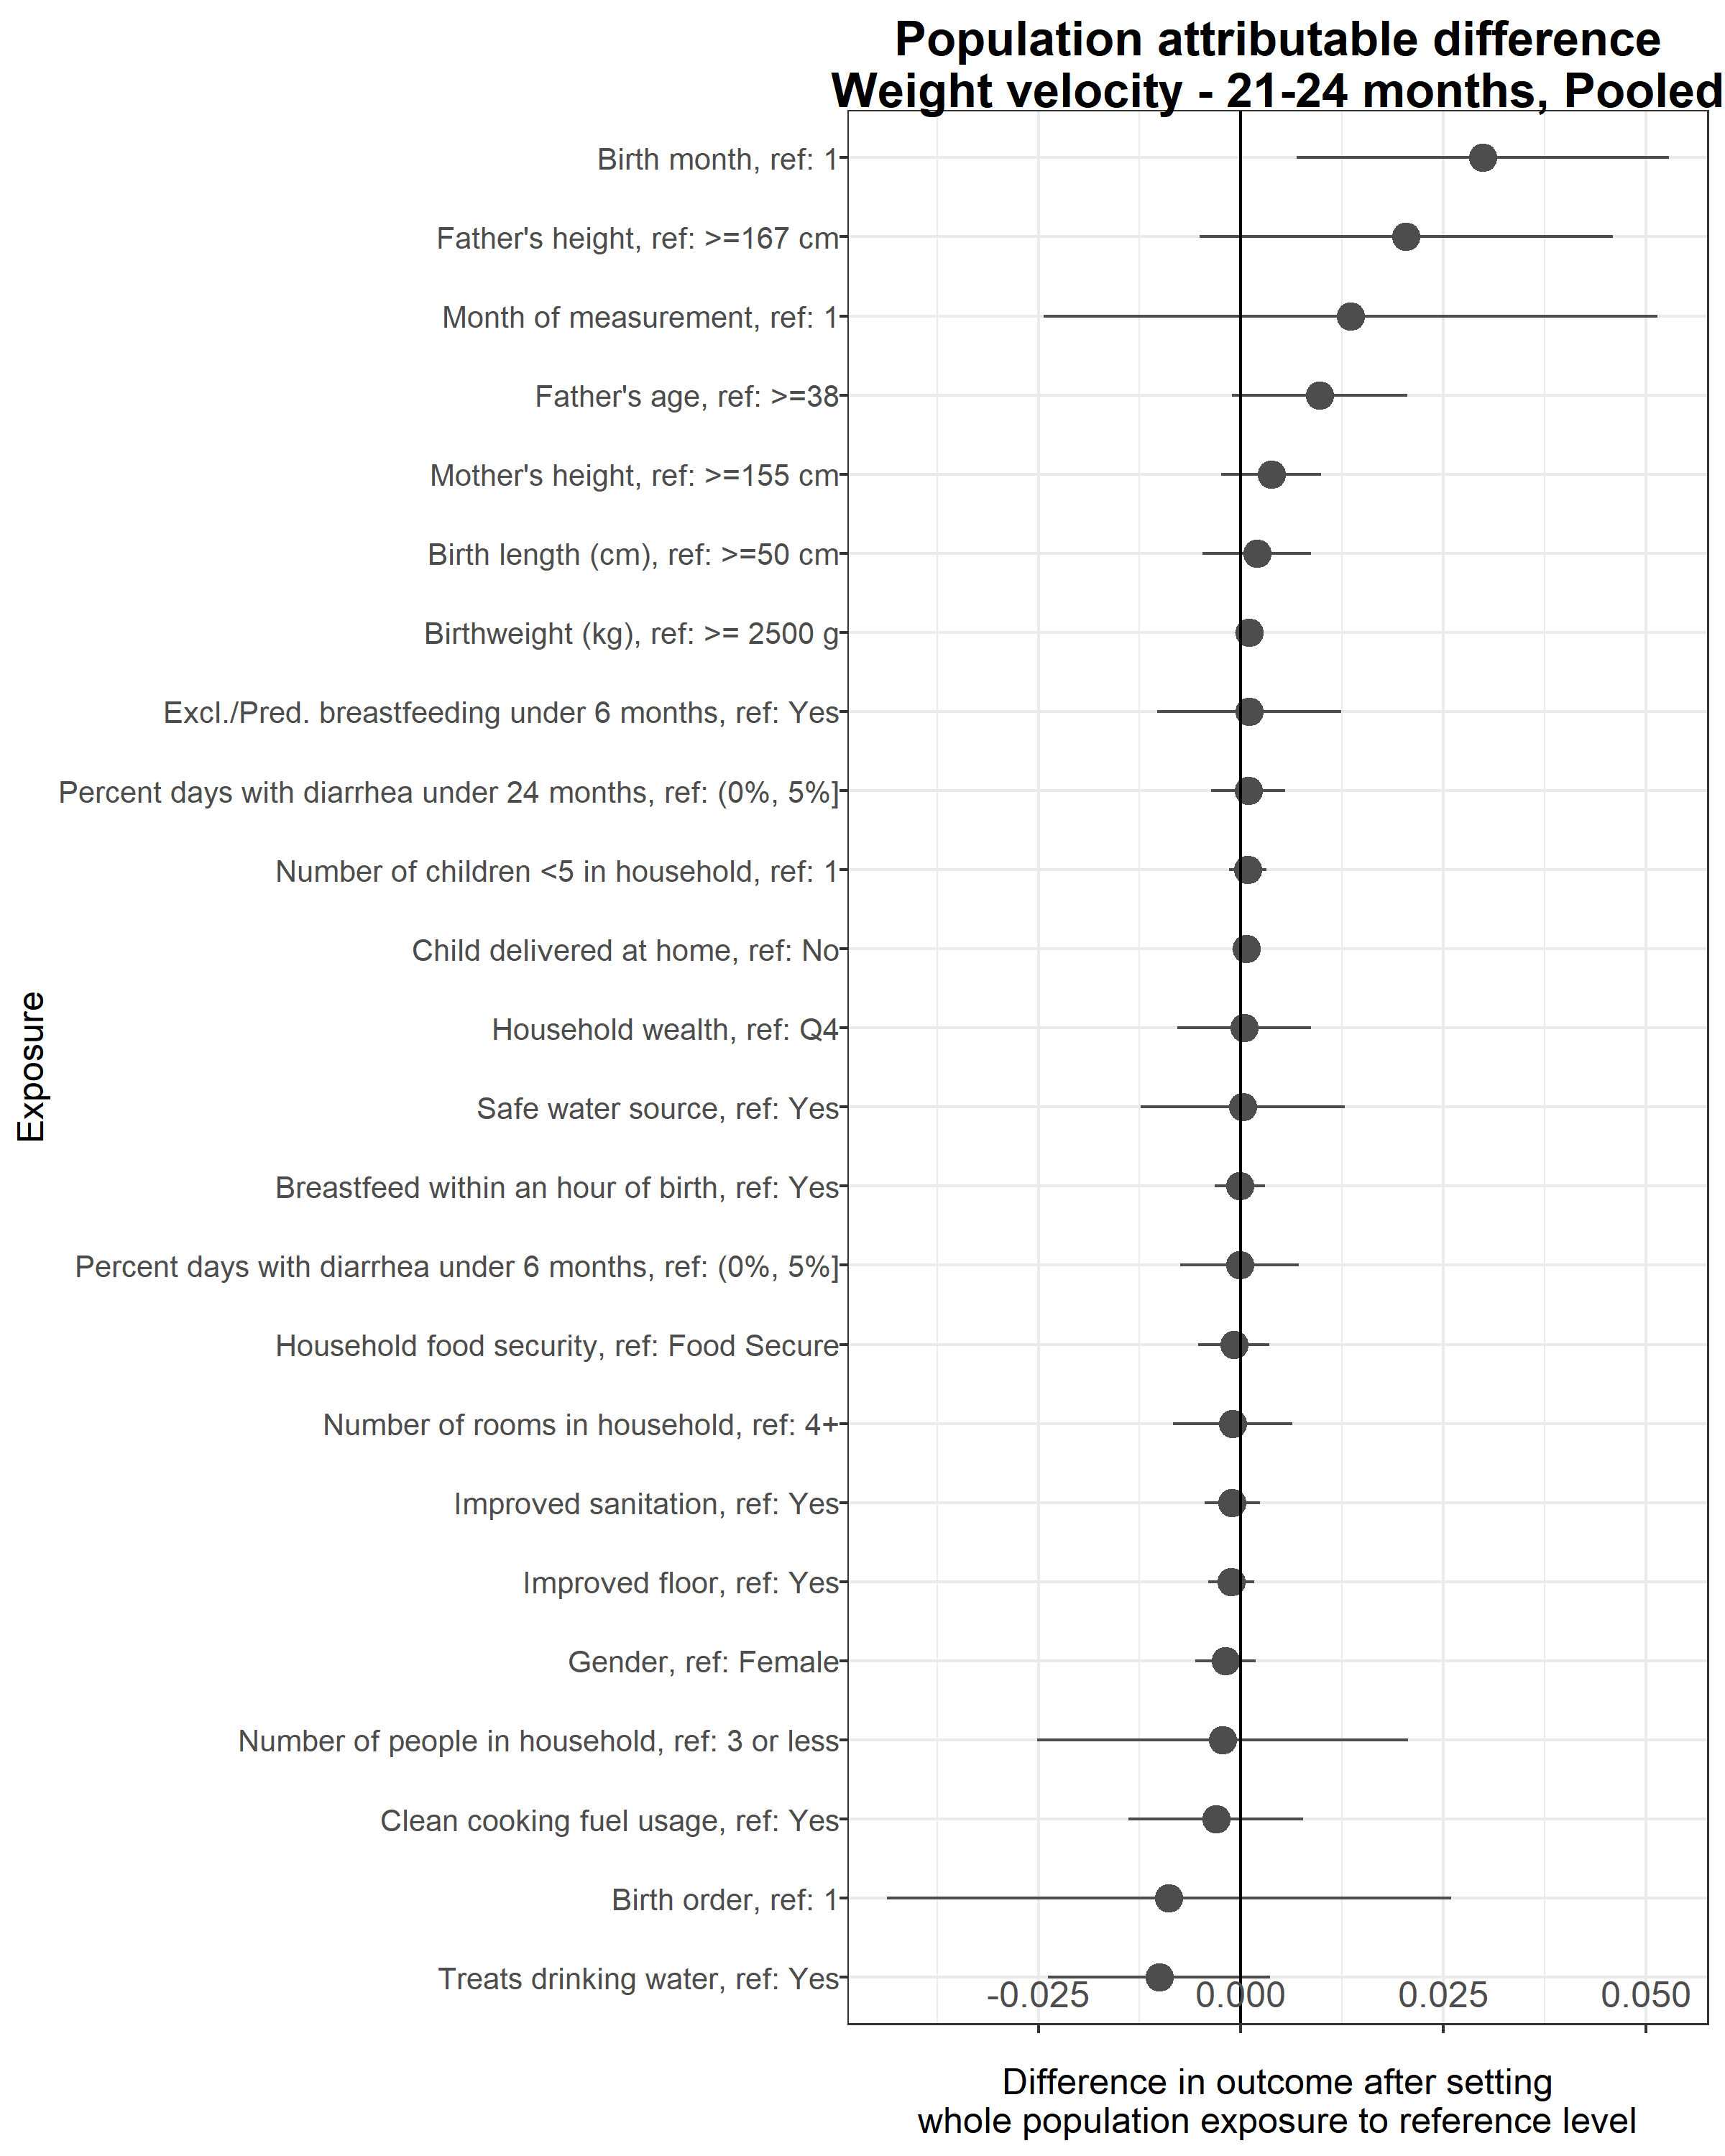 Population attributable difference
Weight velocity - 21-24 months, Pooled
Exposure
Birth month, ref: 1
Father's height, ref: >=167 cm
Month of measurement, ref: 1
Father's age, ref: >=38
Mother's height, ref: >=155 cm
Birth length (cm), ref: >=50 cm
Birthweight (kg), ref: >= 2500 g
Excl./Pred. breastfeeding under 6 months, ref: Yes
Percent days with diarrhea under 24 months, ref: (0%, 5%]
Number of children <5 in household, ref: 1
Child delivered at home, ref: No
Household wealth, ref: Q4
Safe water source, ref: Yes
Breastfeed within an hour of birth, ref: Yes
Percent days with diarrhea under 6 months, ref: (0%, 5%]
Household food security, ref: Food Secure
Number of rooms in household, ref: 4+
Improved sanitation, ref: Yes
Improved floor, ref: Yes
Gender, ref: Female
Number of people in household, ref: 3 or less
Clean cooking fuel usage, ref: Yes
Birth order, ref: 1
Treats drinking water, ref: Yes
-0.025 0.000 0.025 0.050
Difference in outcome after setting
whole population exposure to reference level